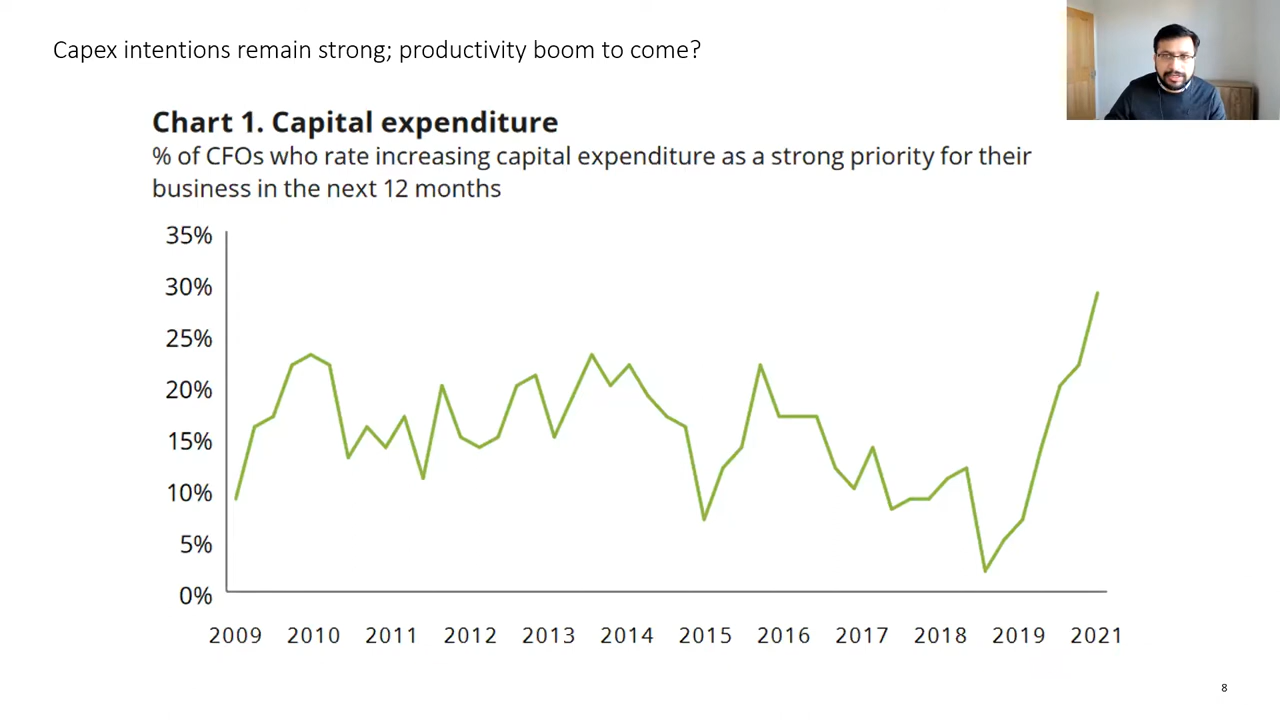 Capex intentions remain strong; productivity boom to come?
Chart 1. Capital expenditure
% of CFOs who rate increasing capital expenditure as a strong priority for their
business in the next 12 months
35%
30%
25%
20%
15%
10%
5%
0%
2009 2010 2011 2012 2013 2014 2015 2016 2017 2018 2019 2021
8